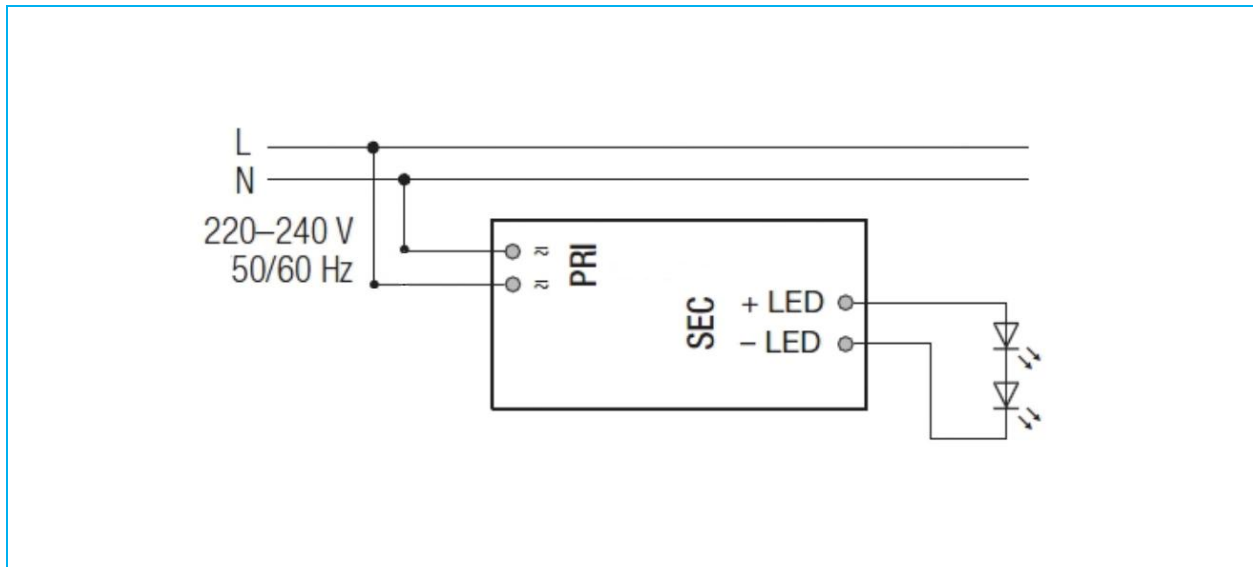 L
N
220–240 V
50/60 Hz
≂
≂
PRI
SEC
+ LED
– LED